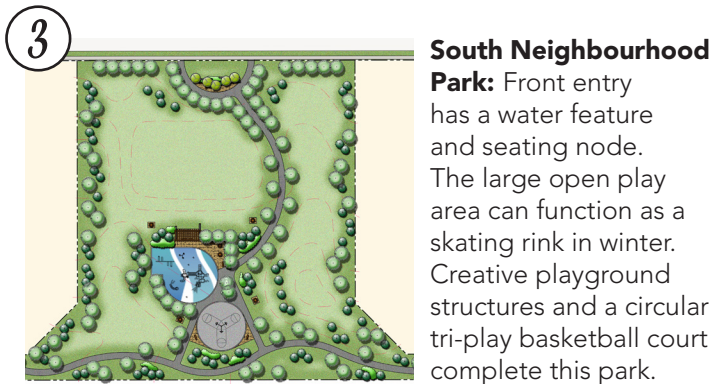 3
South Neighbourhood
Park: Front entry
has a water feature
and seating node.
The large open play
area can function as a
skating rink in winter.
Creative playground
structures and a circular
tri-play basketball court
complete this park.